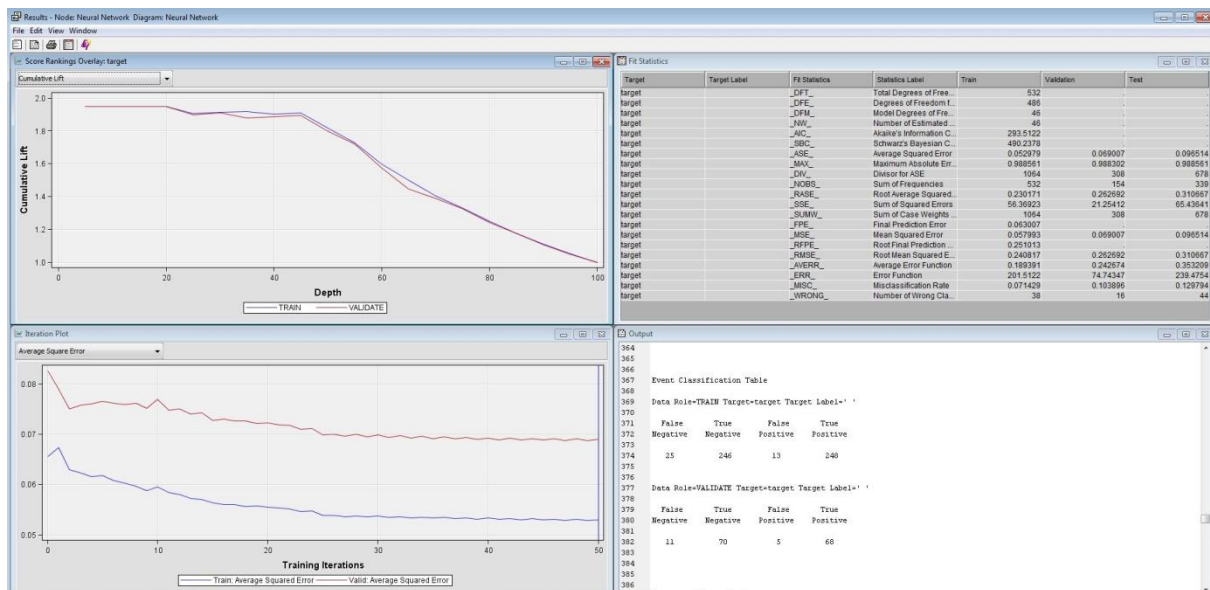 Results - Node: Neural Network Diagram: Neural Network
File Edit View Window
Score Rankings Overlay: target
Cumulative Lift
2.0
1.8
1.6
1.4
1.2
1.0
Cumulative Lift
0 20 40 60 80 100
Depth
TRAIN VALIDATE
Fit Statistics
Target Target Label Fit Statistics Statistics Label Train Validation Test
target _DFT_ Total Degrees of Free... 532 . .
target _DFE_ Degrees of Freedom f... 486 . .
target _DFM_ Model Degrees of Fre... 46 . .
target _NW_ Number of Estimated ... 46 . .
target _AIC_ Akaike's Information C... 293.5122 . .
target _SBC_ Schwarz's Bayesian C... 490.2378 . .
target _ASE_ Average Squared Error 0.052979 0.069007 0.096514
target _MAX_ Maximum Absolute Err... 0.988561 0.988302 0.988561
target _DIV_ Divisor for ASE 1064 308 678
target _NOBS_ Sum of Frequencies 532 154 339
target _RASE_ Root Average Squared... 0.230171 0.262692 0.310667
target _SSE_ Sum of Squared Errors 56.36923 21.25412 65.43641
target _SUMW_ Sum of Case Weights ... 1064 308 678
target _FPE_ Final Prediction Error 0.063007 . .
target _MSE_ Mean Squared Error 0.057993 0.069007 0.096514
target _RFPE_ Root Final Prediction ... 0.251013 . .
target _RMSE_ Root Mean Squared E... 0.240817 0.262692 0.310667
target _AVERR_ Average Error Function 0.189391 0.242674 0.353209
target _ERR_ Error Function 201.5122 74.74347 239.4754
target _MISC_ Misclassification Rate 0.071429 0.103896 0.129794
target _WRONG_ Number of Wrong Cla... 38 16 44
Iteration Plot
Average Square Error
0.08
0.07
0.06
0.05
0 10 20 30 40 50
Training Iterations
Train: Average Squared Error Valid: Average Squared Error
Output
364
365
366
367 Event Classification Table
368
369 Data Role=TRAIN Target=target Target Label=' '
370
371 False True False True
372 Negative Negative Positive Positive
373
374 25 246 13 248
375
376
377 Data Role=VALIDATE Target=target Target Label=' '
378
379 False True False True
380 Negative Negative Positive Positive
381
382 11 70 5 68
383
384
385
386